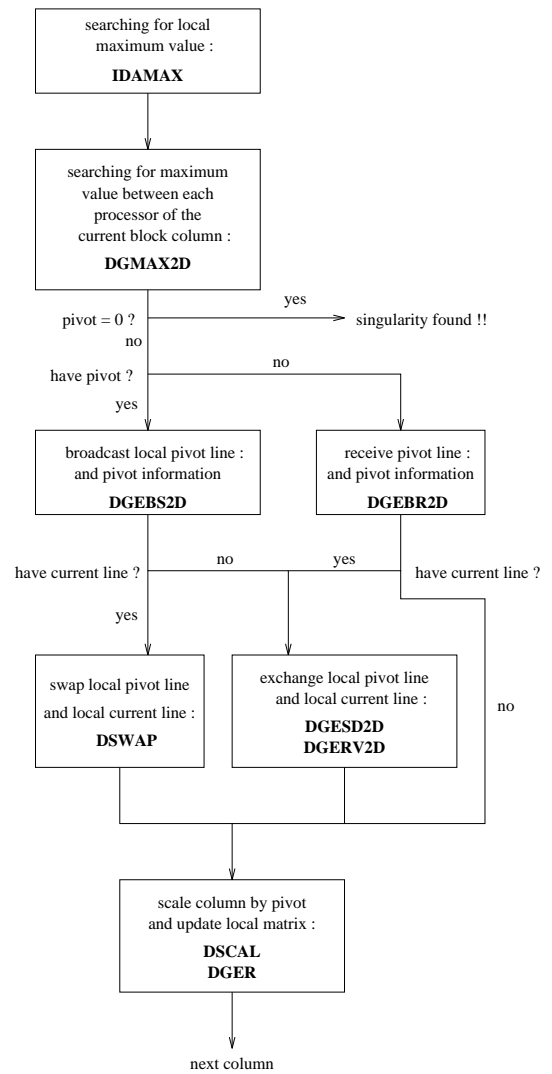 searching for local
maximum value :
IDAMAX
searching for maximum
value between each
processor of the
current block column :
DGMAX2D
yes
pivot = 0 ?
singularity found !!
no
no
have pivot ?
yes
broadcast local pivot line :
and pivot information
DGEBS2D
receive pivot line :
and pivot information
DGEBR2D
no
yes
have current line ?
have current line ?
yes
swap local pivot line
and local current line :
DSWAP
exchange local pivot line
and local current line :
DGESD2D
DGERV2D
no
scale column by pivot
and update local matrix :
DSCAL
DGER
next column